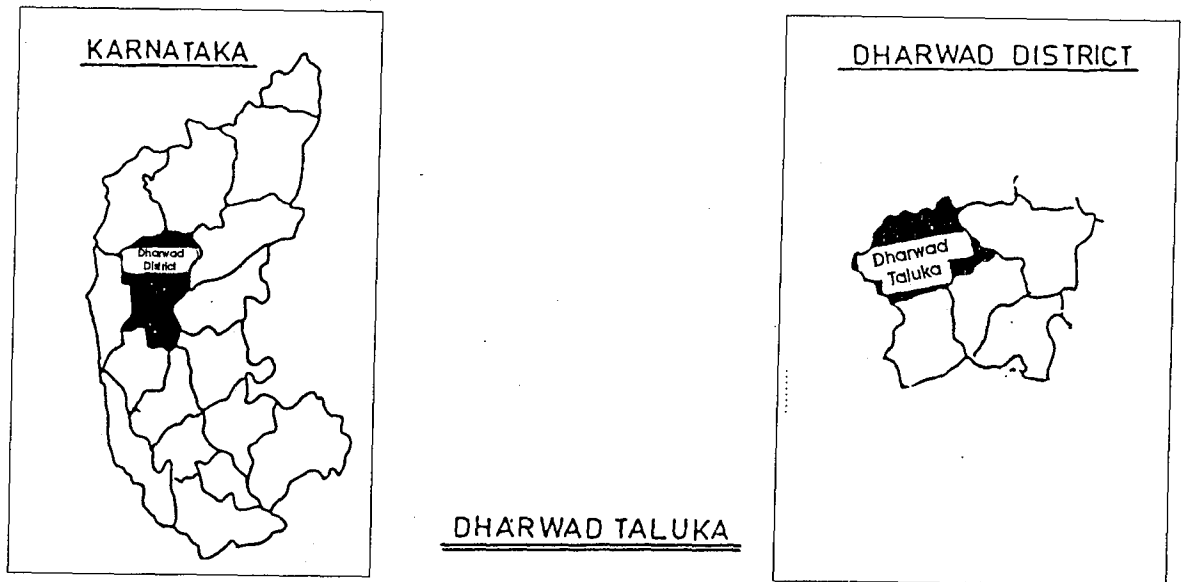 KARNATAKA
Dharwad
District
DHARWAD DISTRICT
Dharwad
Taluka
DHARWAD TALUKA